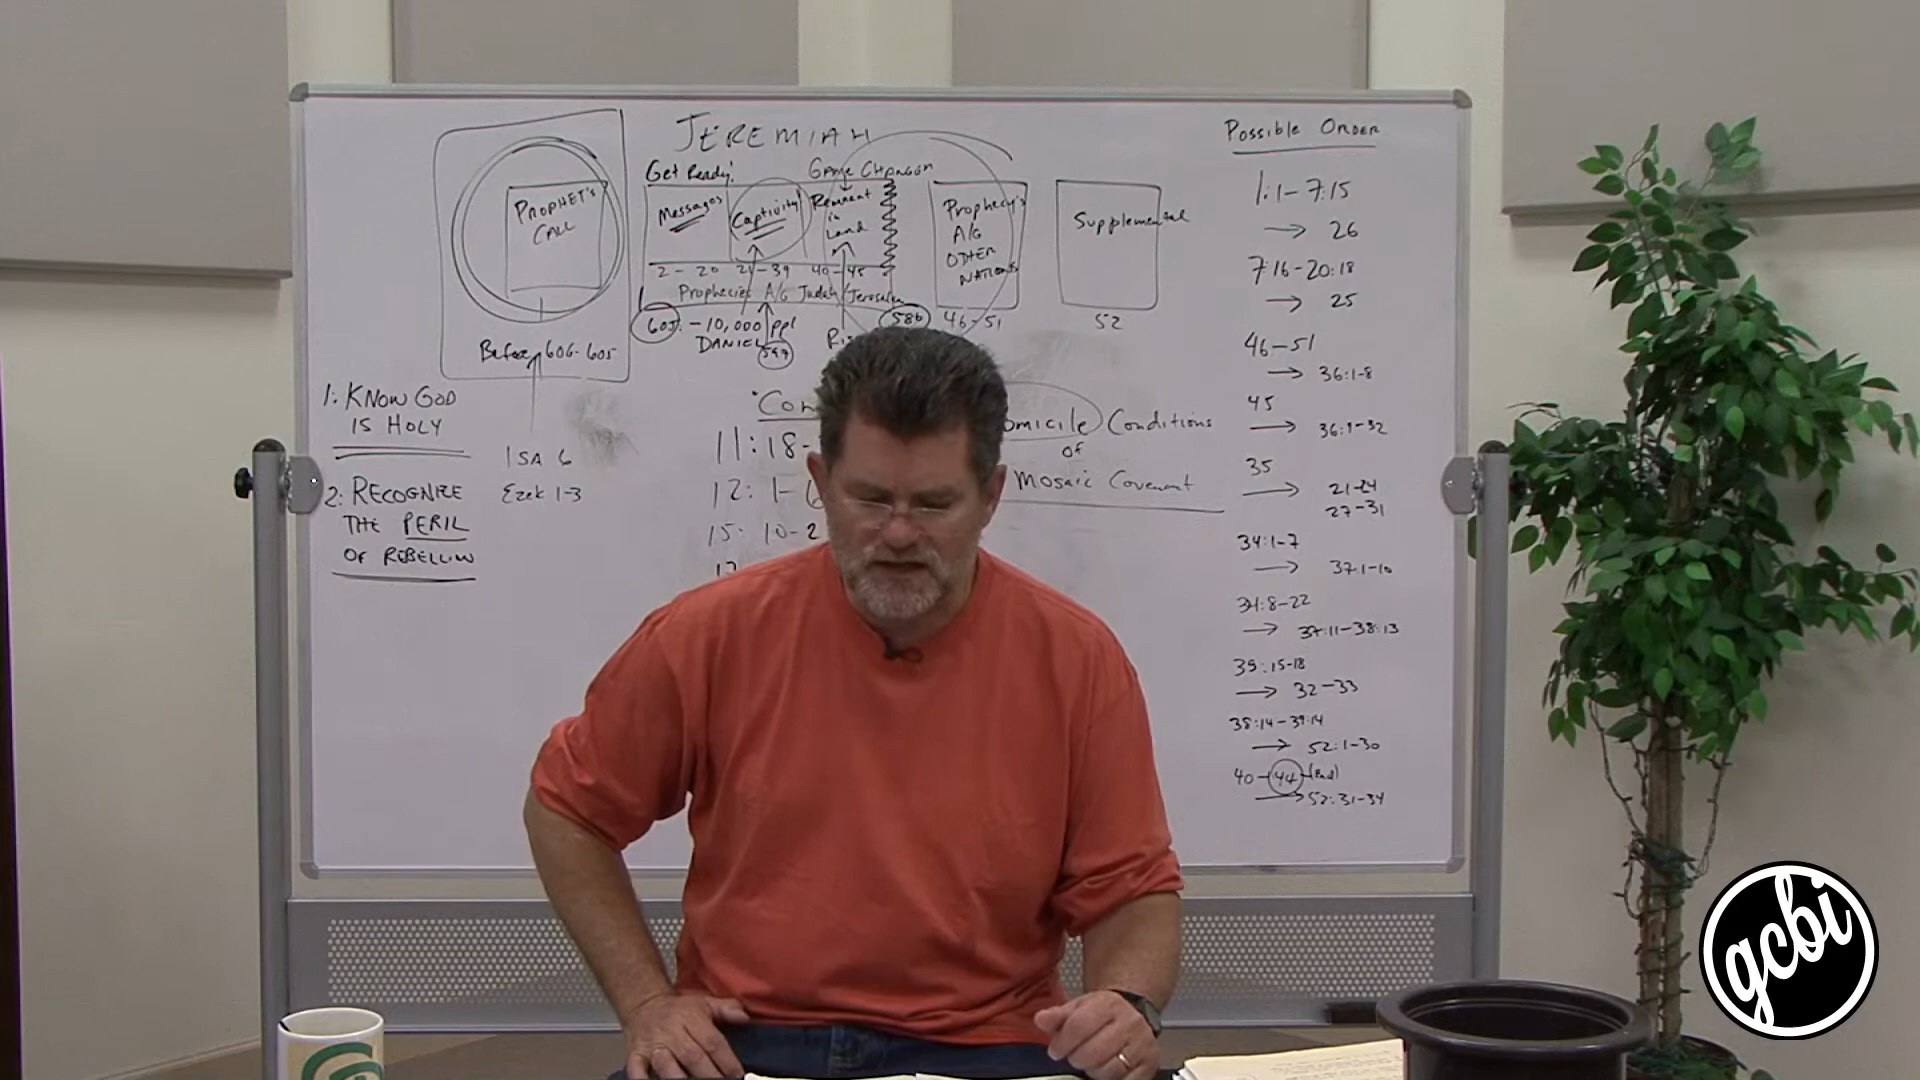 JEREMIAH
PROPHET'S
CALL
Before 606-605
Get Ready!
Game Changer
Messages
Captivity!
Remnant
in
Land
2 - 20
21-39
40-45
Prophecies A/G Judah/Jerusalem
605
-10,000 ppl
DANIEL
597
586
Prophecy's
A/G
OTHER
NATIONS
46-51
Supplemental
52
1: KNOW GOD
IS HOLY
2: RECOGNIZE
THE PERIL
OF REBELLION
ISA 6
Ezek 1-3
11:18-
12: 1-6
15: 10-2
omicile Conditions
of
Mosaic Covenant
Possible Order
1:1-7:15
→ 26
7:16-20:18
→ 25
46-51
→ 36:1-8
45
→ 36:9-32
35
→ 21-24
27-31
34:1-7
→ 37:1-10
34:8-22
→ 37:11-38:13
39:15-18
→ 32-33
38:14-39:14
→ 52:1-30
40-44 (End)
→ 52:31-34
gcbi